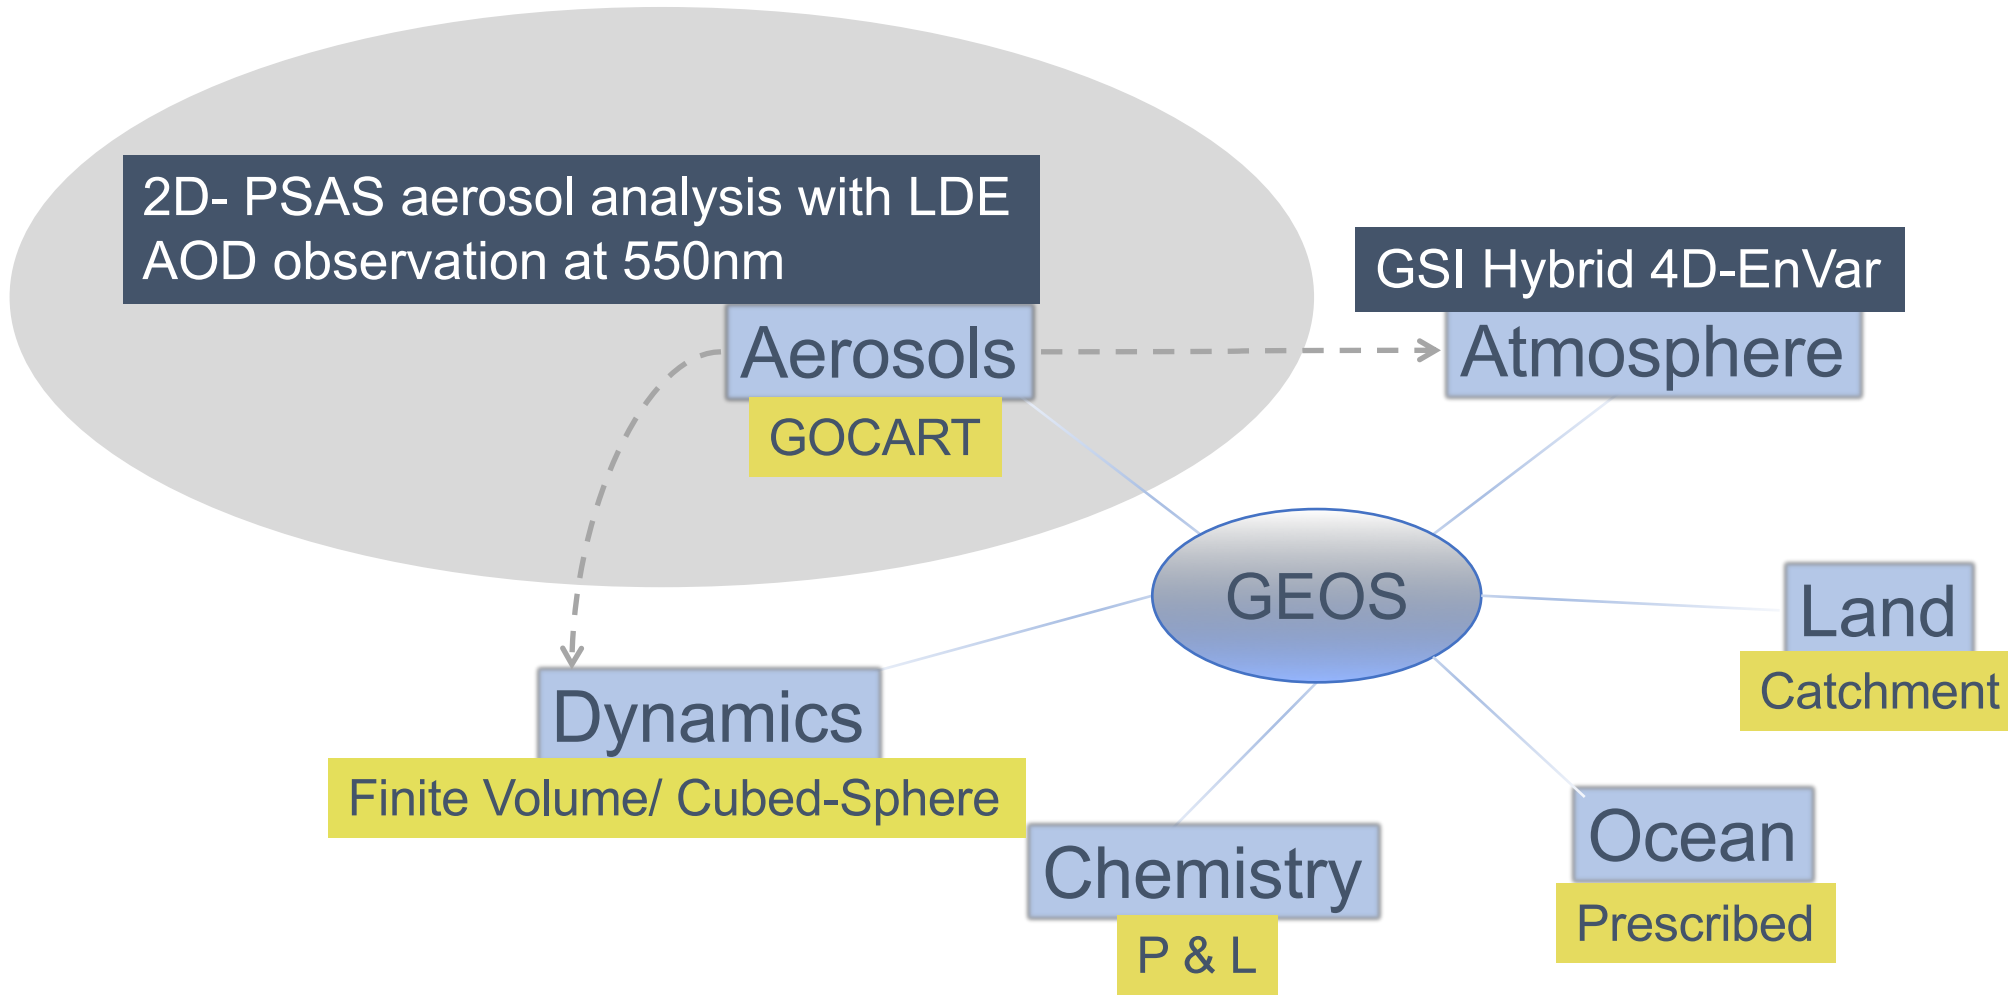 2D- PSAS aerosol analysis with LDE
AOD observation at 550nm
GSI Hybrid 4D-EnVar
Aerosols
Atmosphere
GOCART
GEOS
Land
Catchment
Dynamics
Finite Volume/ Cubed-Sphere
Ocean
Chemistry
Prescribed
P & L